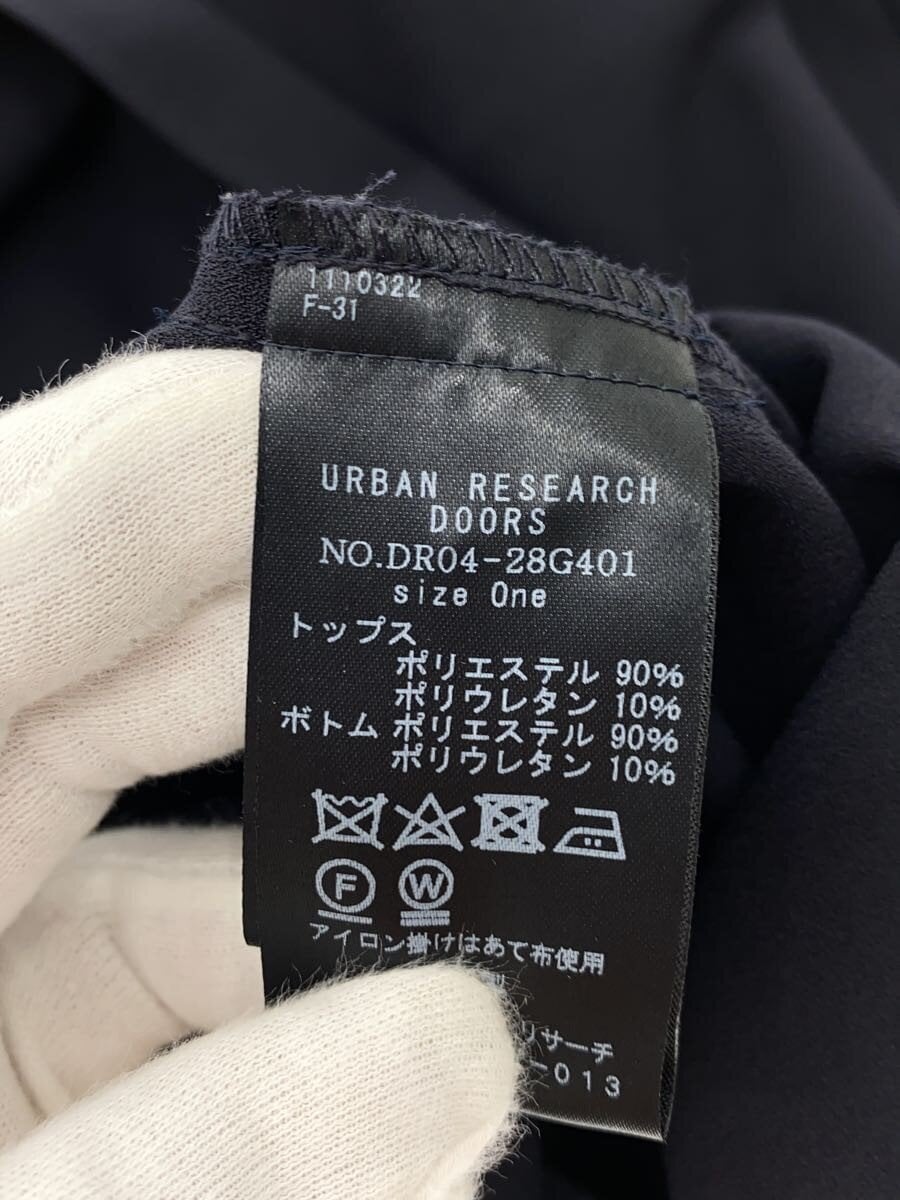 1110322
F-31
URBAN RESEARCH
DOORS
NO.DR04-28G401
size One
トップス
ポリエステル 90%
ポリウレタン 10%
ボトム ポリエステル 90%
ポリウレタン 10%
F W
アイロン掛けはあて布使用
リサーチ
-013